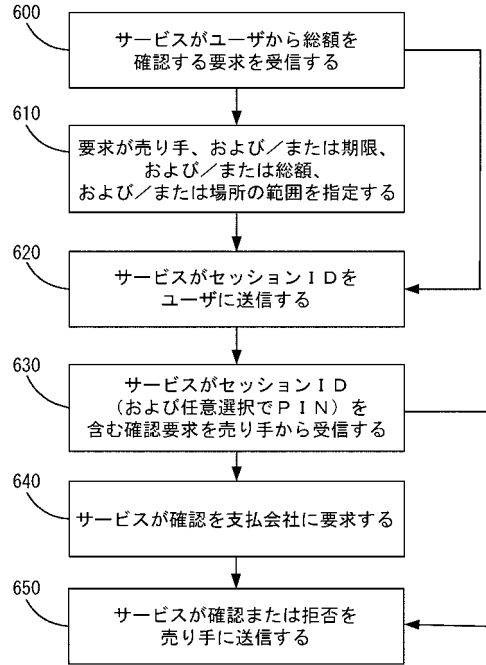 600
サービスがユーザから総額を
確認する要求を受信する
610
要求が売り手、および/または期限、
および/または総額、
および/または場所の範囲を指定する
620
サービスがセッションIDを
ユーザに送信する
630
サービスがセッションID
(および任意選択でPIN)を
含む確認要求を売り手から受信する
640
サービスが確認を支払会社に要求する
650
サービスが確認または拒否を
売り手に送信する